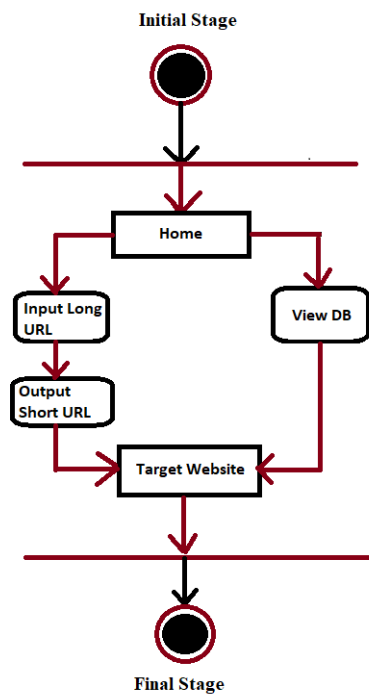 Initial Stage
Home
Input Long
URL
View DB
Output
Short URL
Target Website
Final Stage